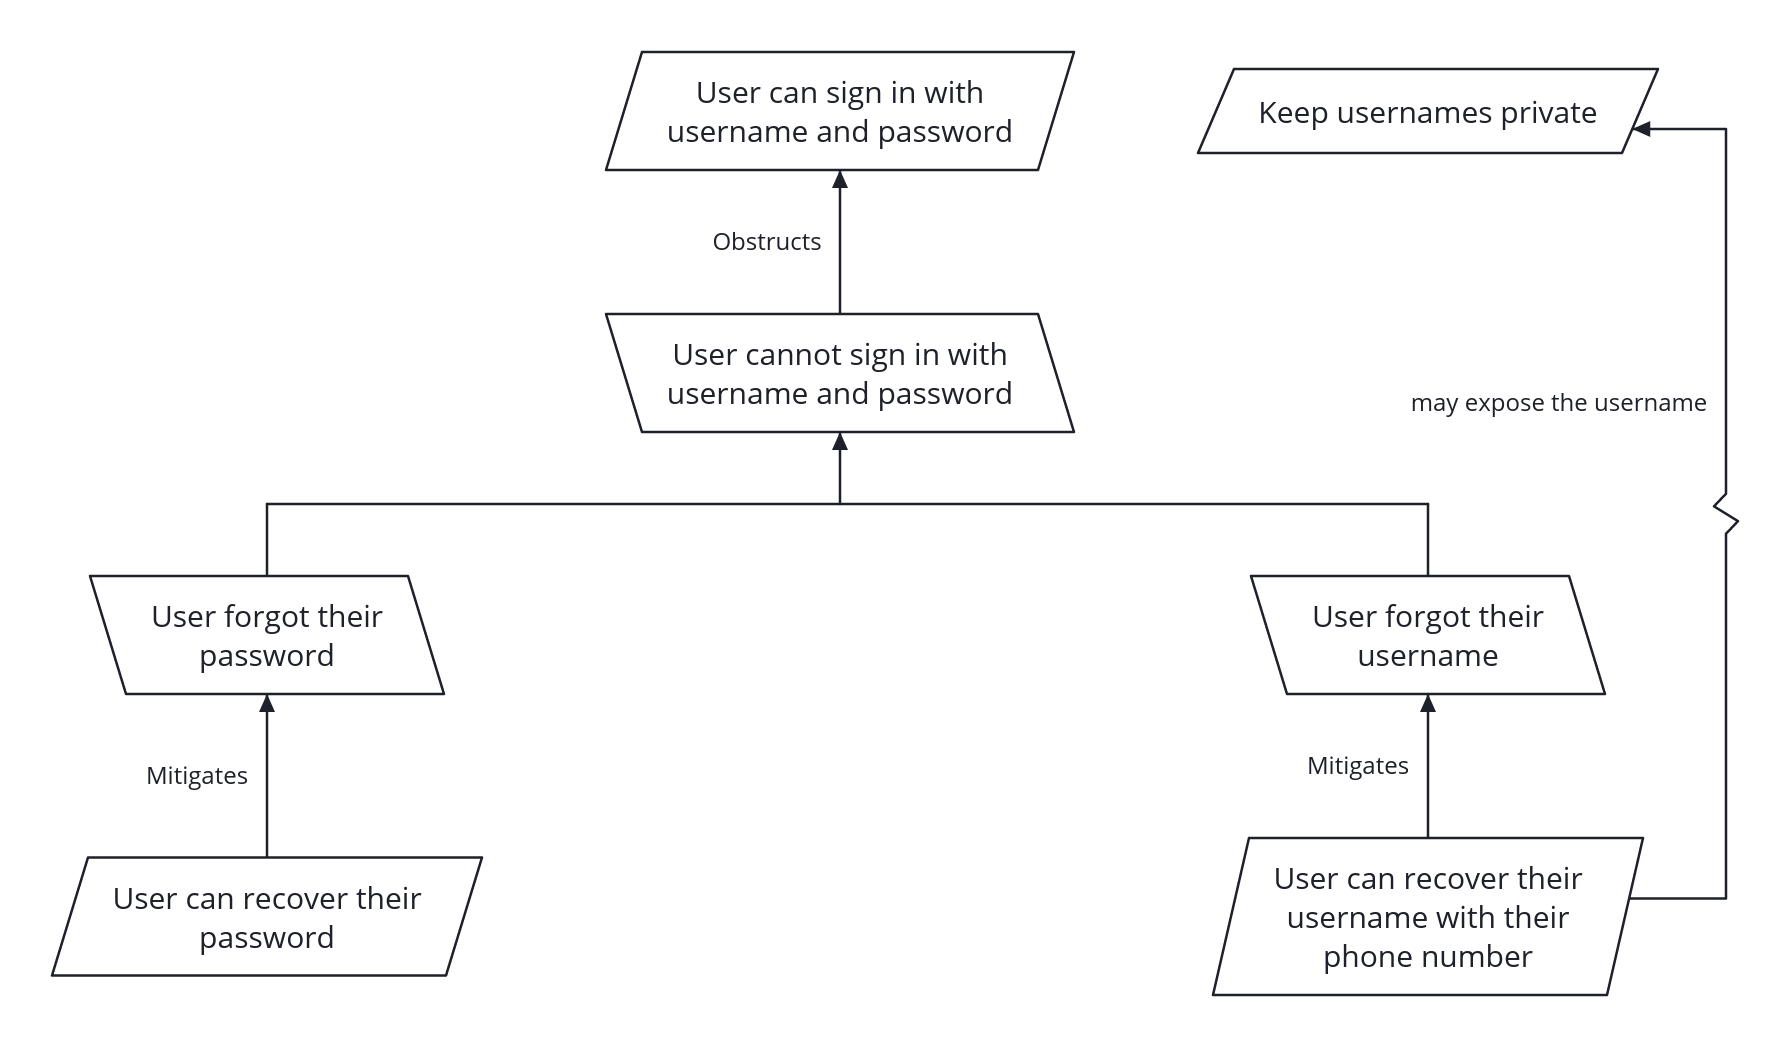 User can sign in with
username and password
Keep usernames private
Obstructs
User cannot sign in with
username and password
may expose the username
User forgot their
password
User forgot their
username
Mitigates
Mitigates
User can recover their
password
User can recover their
username with their
phone number